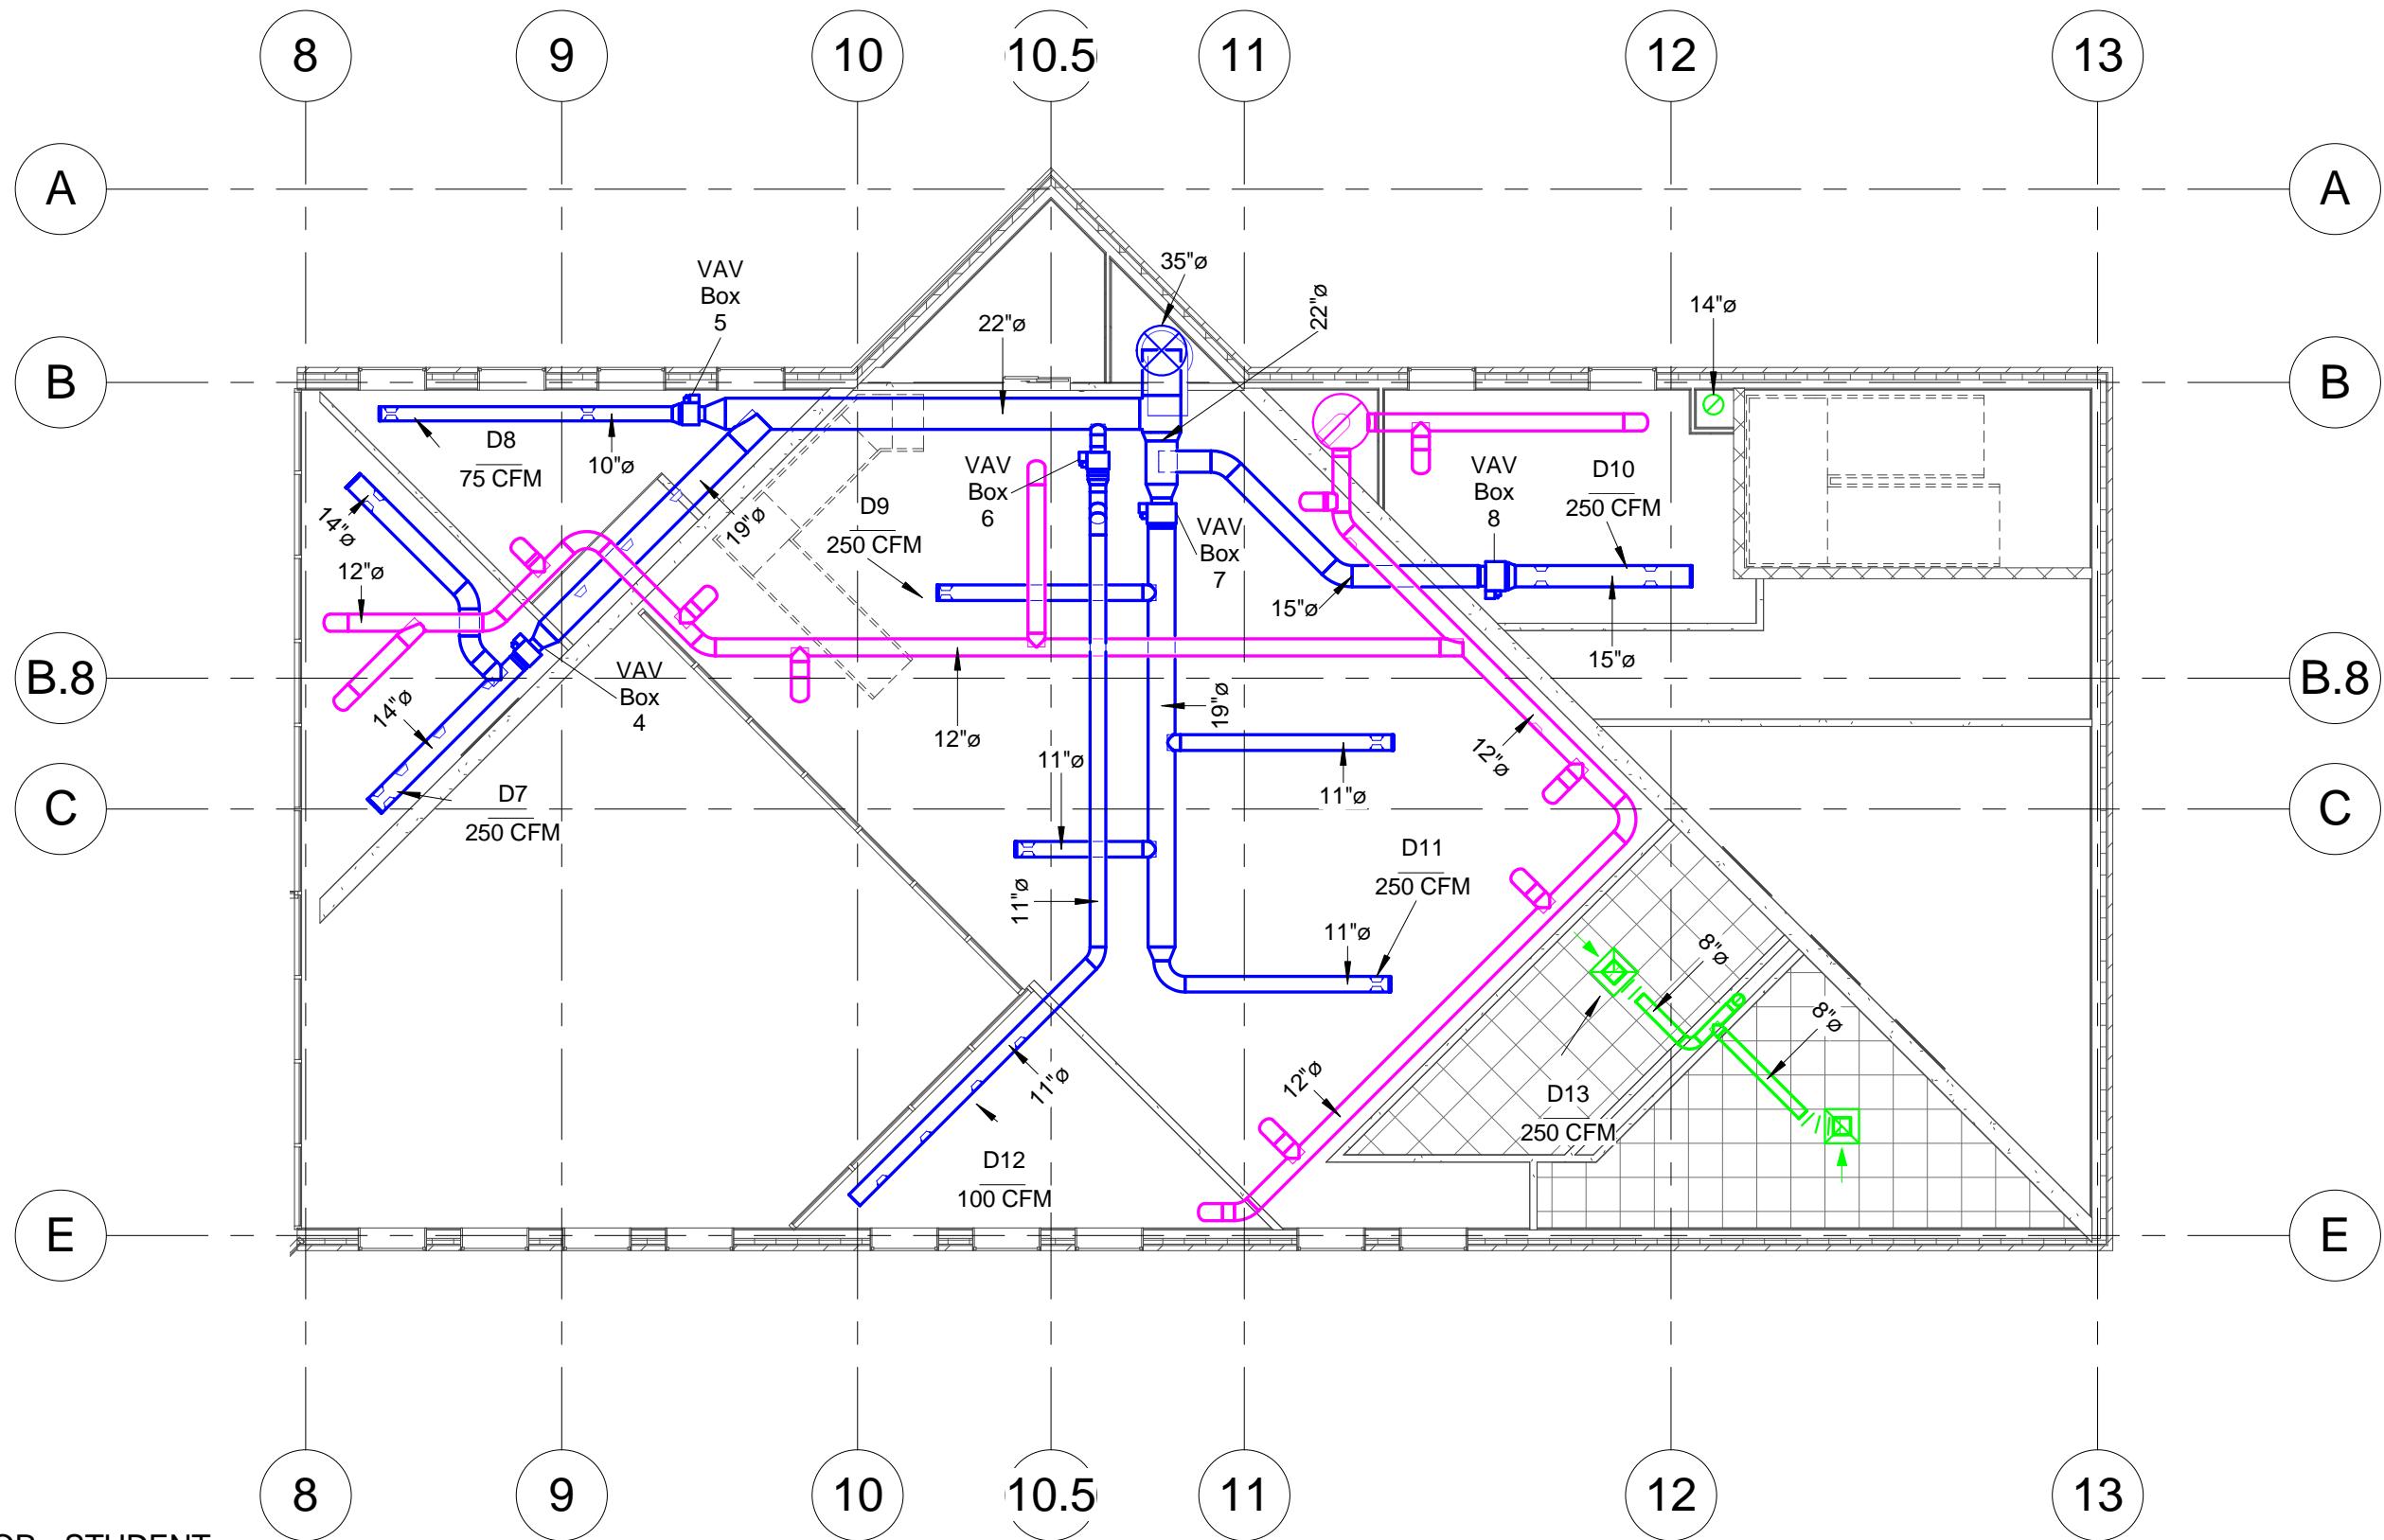 8
9
10
10.5
11
12
13
A
A
35"ø
VAV
Box
5
22"ø
22"ø
14"ø
B
B
D8
75 CFM
10"ø
VAV
Box
6
VAV
Box
8
D10
250 CFM
14"ø
19"ø
D9
250 CFM
VAV
Box
7
12"ø
15"ø
15"ø
B.8
B.8
VAV
Box
4
14"ø
19"ø
12"ø
12"ø
11"ø
11"ø
C
C
D7
250 CFM
D11
250 CFM
11"ø
11"ø
8"ø
8"ø
11"ø
12"ø
D13
250 CFM
D12
100 CFM
E
E
8
9
10
10.5
11
12
13
STUDENT